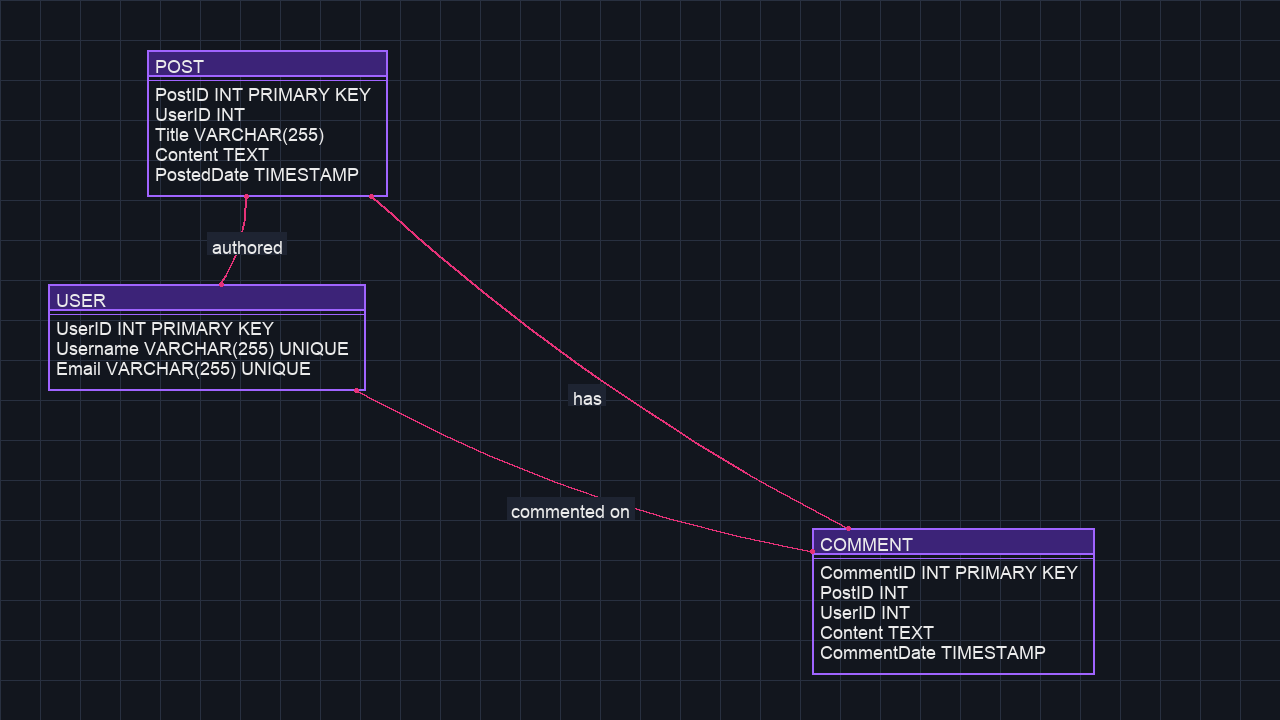 POST
PostID INT PRIMARY KEY
UserID INT
Title VARCHAR(255)
Content TEXT
PostedDate TIMESTAMP
authored
USER
UserID INT PRIMARY KEY
Username VARCHAR(255) UNIQUE
Email VARCHAR(255) UNIQUE
has
commented on
COMMENT
CommentID INT PRIMARY KEY
PostID INT
UserID INT
Content TEXT
CommentDate TIMESTAMP